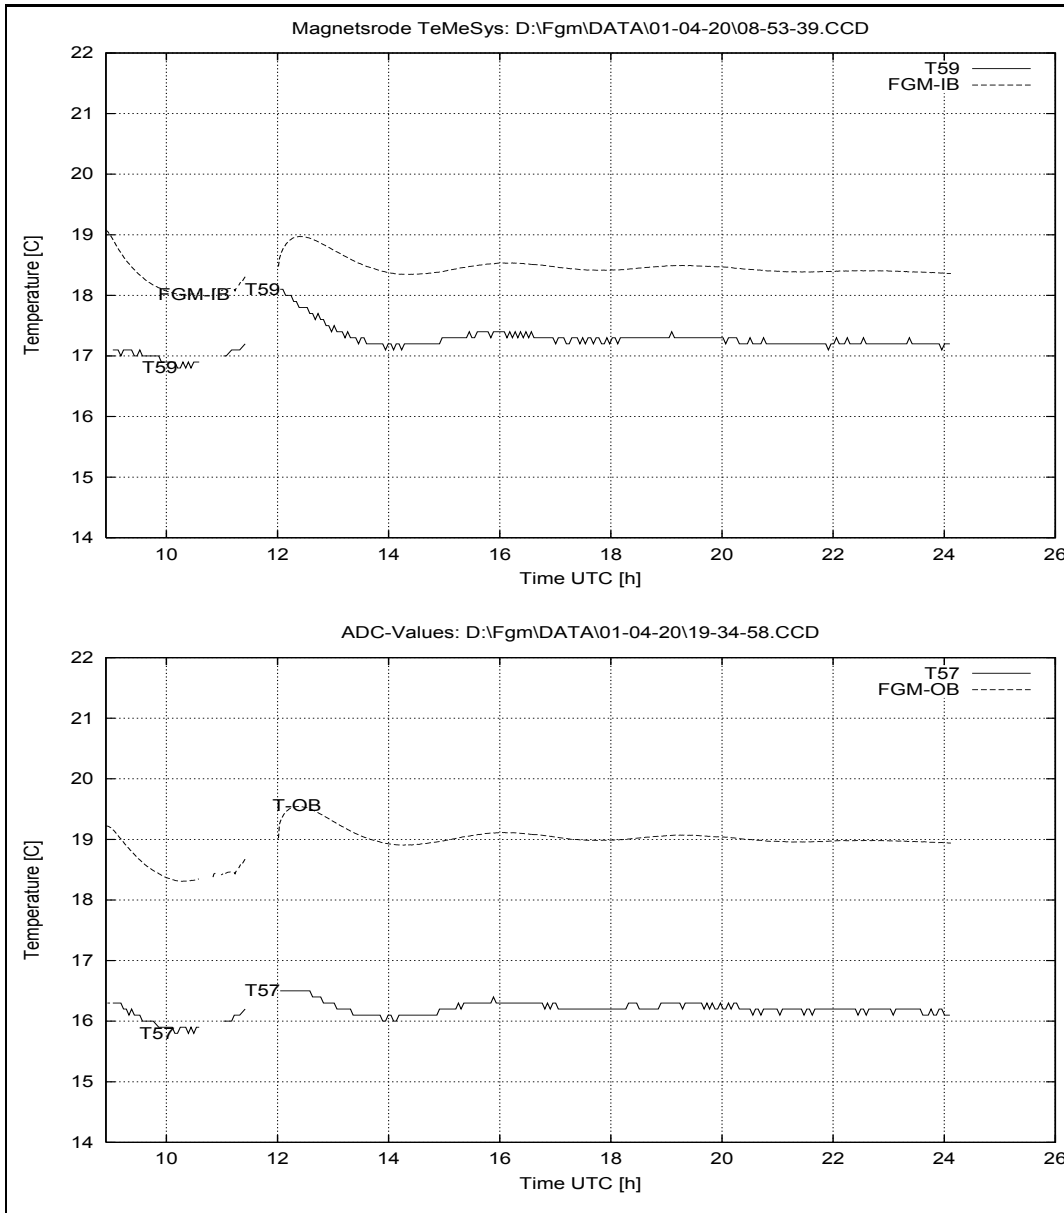 Magnetsrode TeMeSys: D:\Fgm\DATA\01-04-20\08-53-39.CCD
22
21
20
19
18
17
16
15
14
Temperature [C]
T59
FGM-IB
FGM-IB
T59
T59
10 12 14 16 18 20 22 24 26
Time UTC [h]
ADC-Values: D:\Fgm\DATA\01-04-20\19-34-58.CCD
22
21
20
19
18
17
16
15
14
Temperature [C]
T57
FGM-OB
T-OB
T57
T57
10 12 14 16 18 20 22 24 26
Time UTC [h]